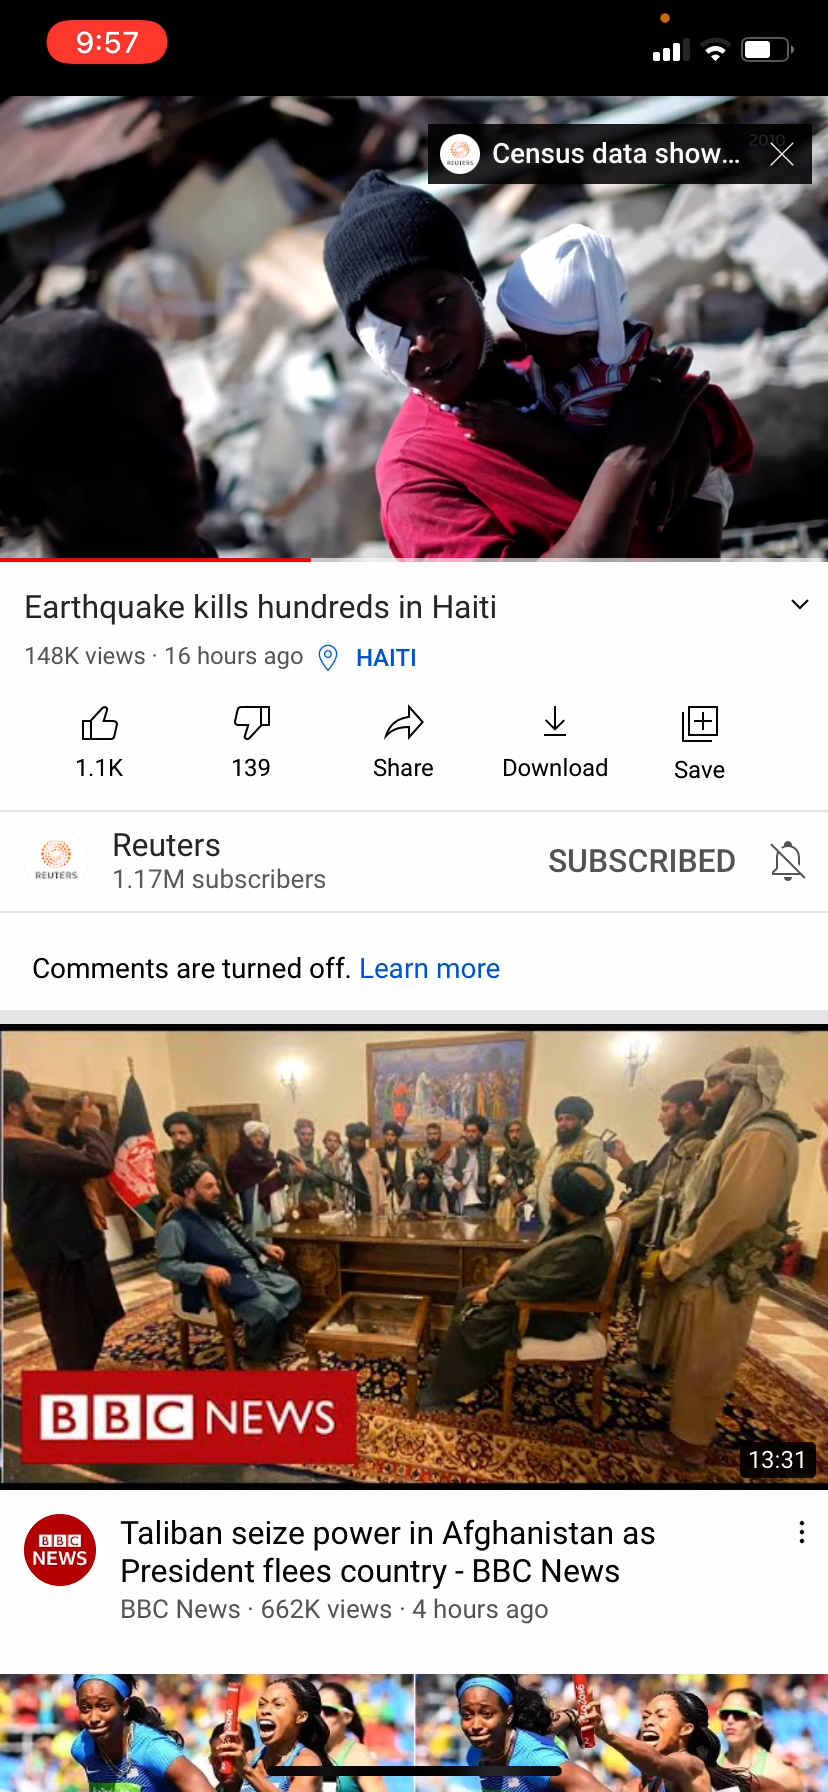 9:57
2010
REUTERS
Census data show...
Earthquake kills hundreds in Haiti
148K views · 16 hours ago HAITI
1.1K 139 Share Download Save
Reuters
REUTERS
1.17M subscribers
SUBSCRIBED
Comments are turned off. Learn more
BBC NEWS
13:31
BBC
NEWS
Taliban seize power in Afghanistan as
President flees country - BBC News
BBC News · 662K views · 4 hours ago